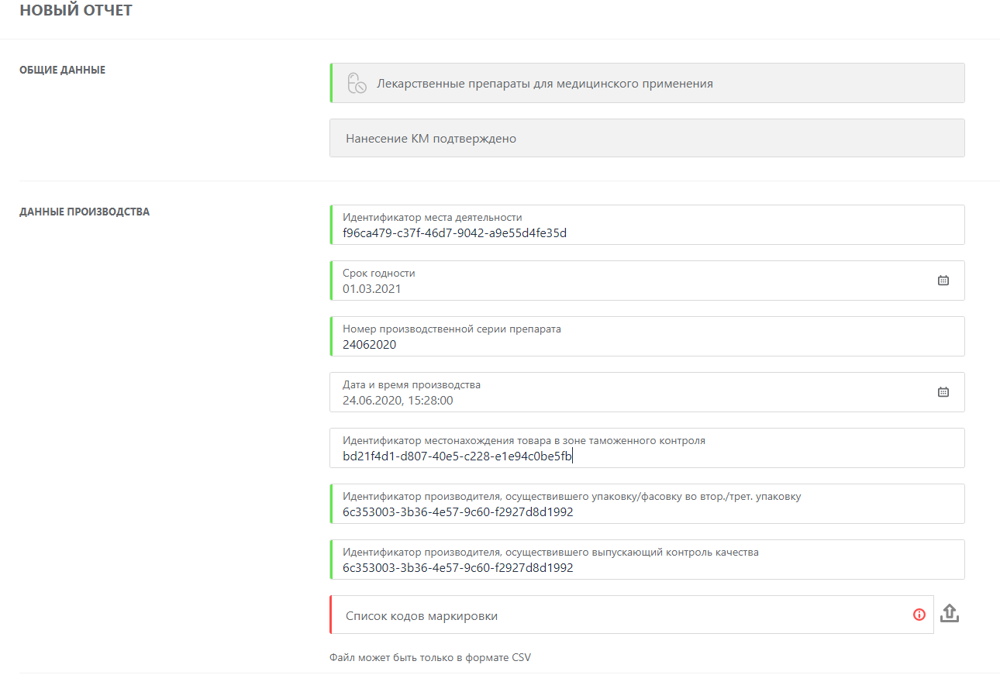 НОВЫЙ ОТЧЕТ
ОБЩИЕ ДАННЫЕ
Лекарственные препараты для медицинского применения
Нанесение КМ подтверждено
ДАННЫЕ ПРОИЗВОДСТВА
Идентификатор места деятельности
f96ca479-c37f-46d7-9042-a9e55d4fe35d
Срок годности
01.03.2021
Номер производственной серии препарата
24062020
Дата и время производства
24.06.2020, 15:28:00
Идентификатор местонахождения товара в зоне таможенного контроля
bd21f4d1-d807-40e5-c228-e1e94c0be5fb
Идентификатор производителя, осуществившего упаковку/фасовку во втор./трет. упаковку
6c353003-3b36-4e57-9c60-f2927d8d1992
Идентификатор производителя, осуществившего выпускающий контроль качества
6c353003-3b36-4e57-9c60-f2927d8d1992
Список кодов маркировки
Файл может быть только в формате CSV